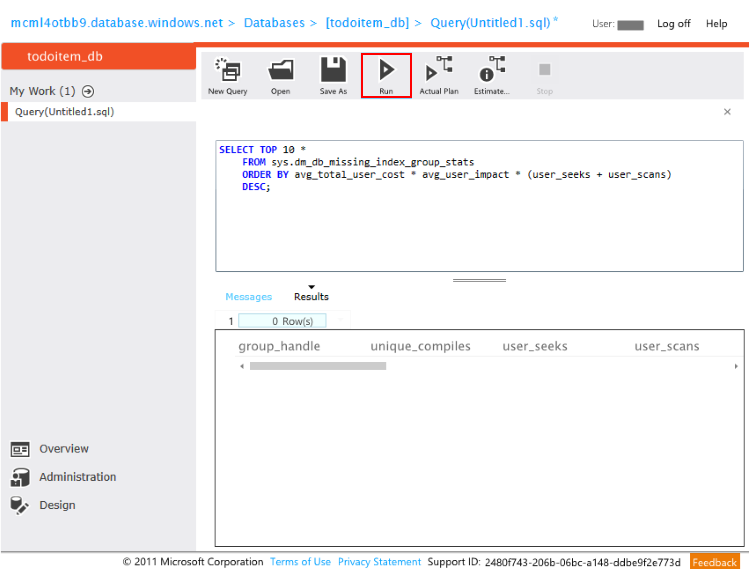 mcml4otbb9.database.windows.net > Databases > [todoitem_db] > Query(Untitled1.sql)* User: Log off Help
todoitem_db
My Work (1)
Query(Untitled1.sql)
New Query Open Save As Run Actual Plan Estimate... Stop
SELECT TOP 10 *
FROM sys.dm_db_missing_index_group_stats
ORDER BY avg_total_user_cost * avg_user_impact * (user_seeks + user_scans)
DESC;
Messages Results
1 0 Row(s)
group_handle unique_compiles user_seeks user_scans
Overview
Administration
Design
© 2011 Microsoft Corporation Terms of Use Privacy Statement Support ID: 2480f743-206b-06bc-a148-ddbe9f2e773d Feedback